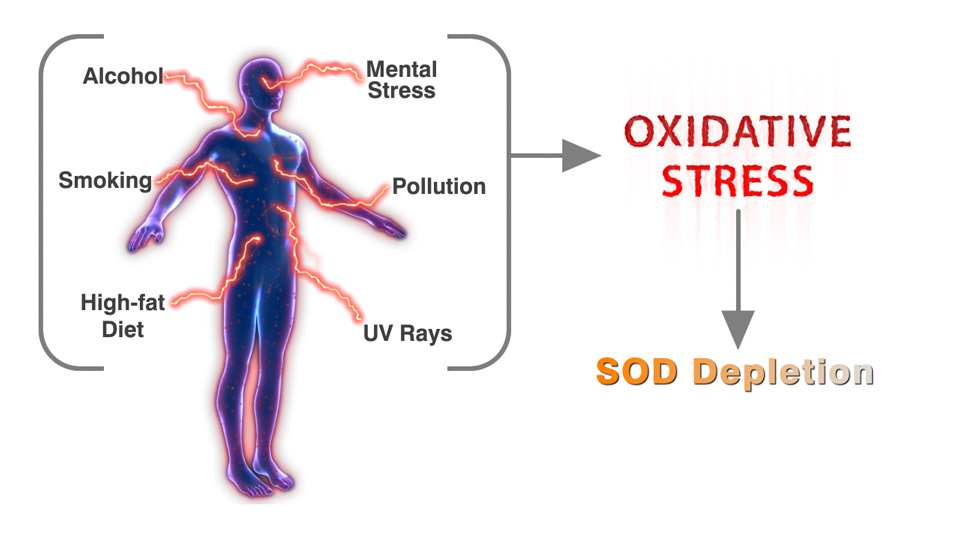 Alcohol
Mental
Stress
Smoking
Pollution
High-fat
Diet
UV Rays
OXIDATIVE
STRESS
SOD Depletion